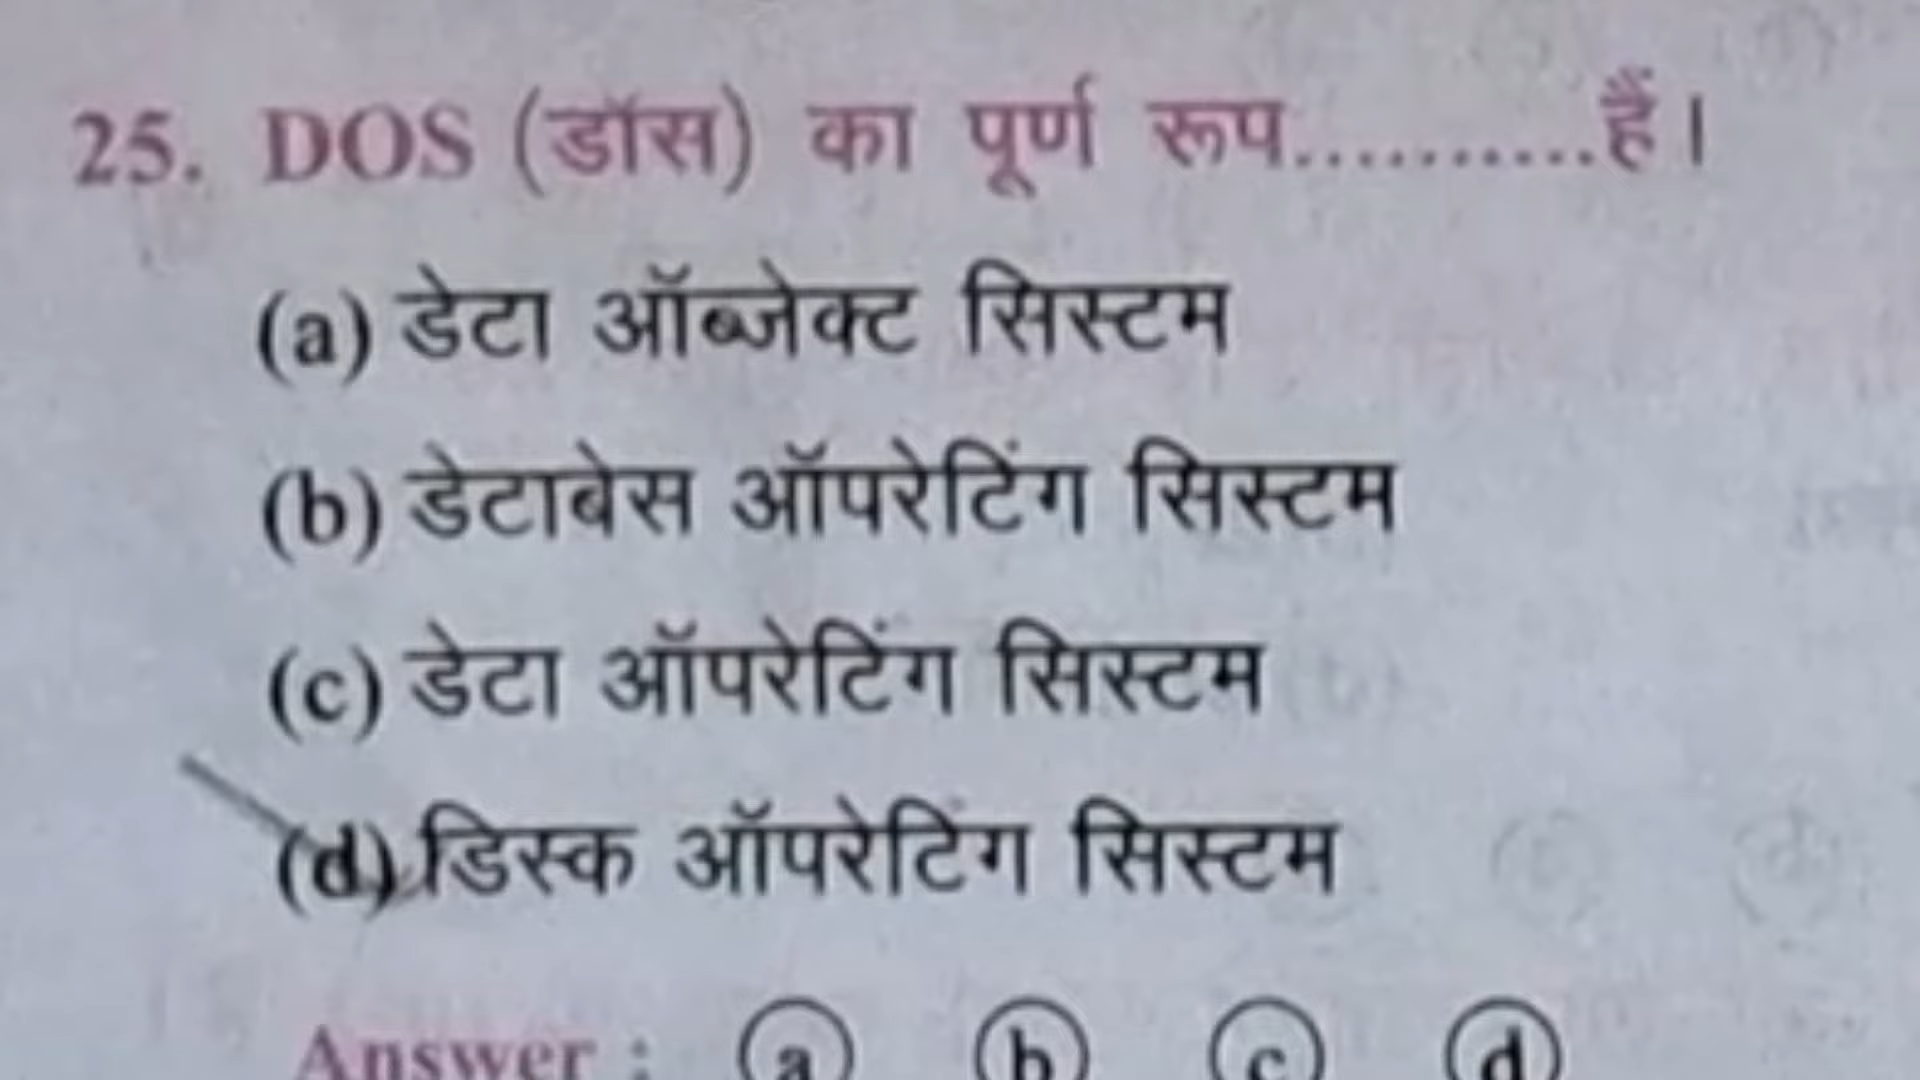 25. DOS (डॉस) का पूर्ण रूप..........हैं।
(a) डेटा ऑब्जेक्ट सिस्टम
(b) डेटाबेस ऑपरेटिंग सिस्टम
(c) डेटा ऑपरेटिंग सिस्टम
(d) डिस्क ऑपरेटिंग सिस्टम
Answer : a b c d